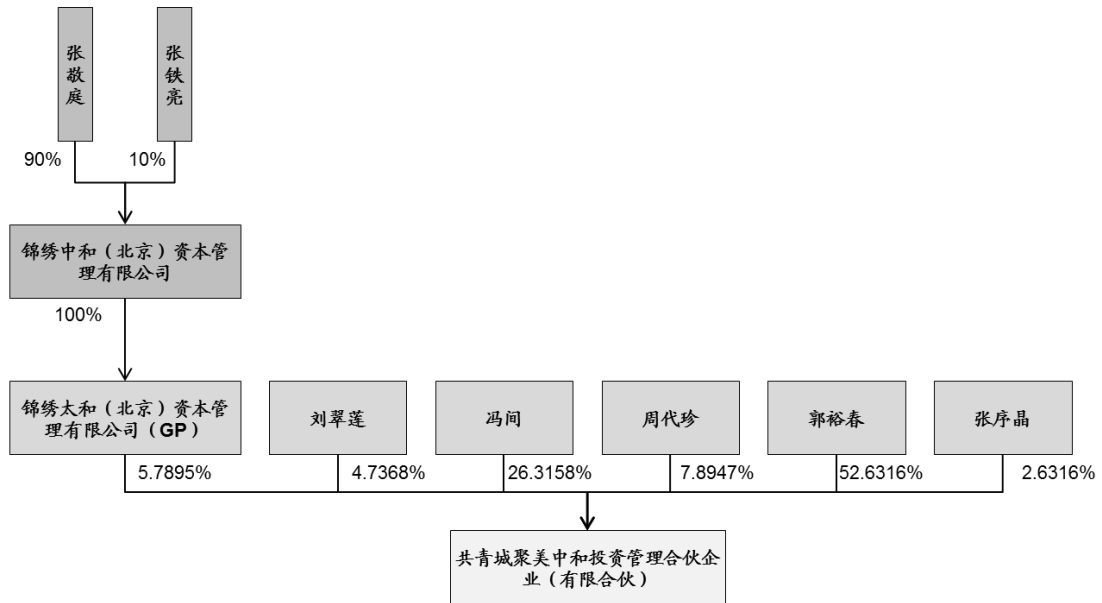 张敬庭
张铁亮
90%
10%
锦绣中和（北京）资本管
理有限公司
100%
锦绣太和（北京）资本管
理有限公司（GP）
刘翠莲
冯间
周代珍
郭裕春
张序晶
5.7895%
4.7368%
26.3158%
7.8947%
52.6316%
2.6316%
共青城聚美中和投资管理合伙企
业（有限合伙）